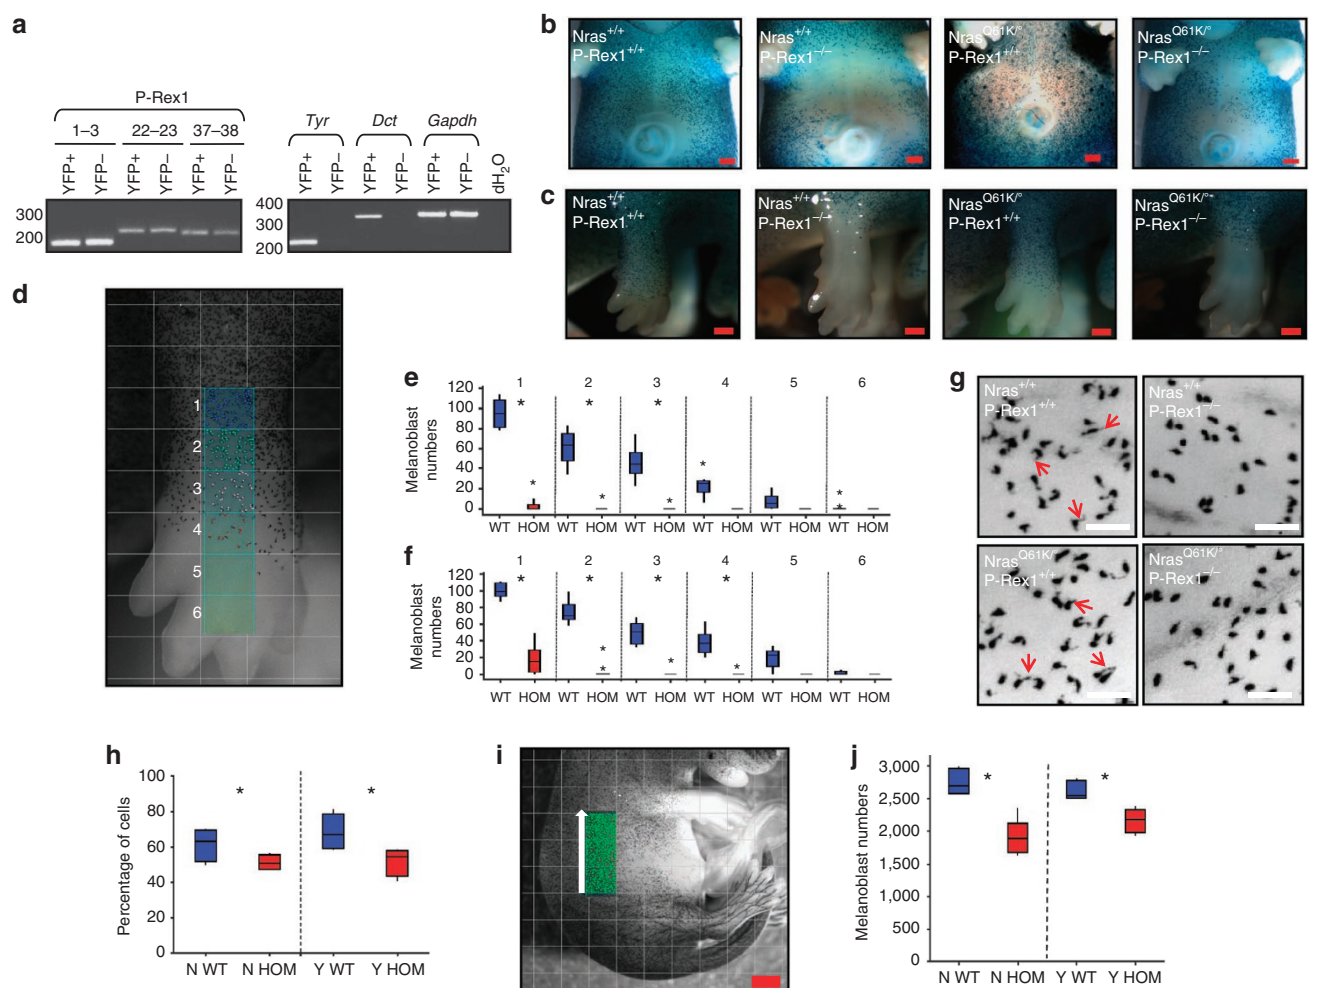 a
P-Rex1
1–3 22–23 37–38
YFP+ YFP– YFP+ YFP– YFP+ YFP–
300
200
Tyr Dct Gapdh
YFP+ YFP– YFP+ YFP– YFP+ YFP– dH2O
400
300
200
b
Nras+/+
P-Rex1+/+
Nras+/+
P-Rex1–/–
NrasQ61K/°
P-Rex1+/+
NrasQ61K/°
P-Rex1–/–
c
Nras+/+
P-Rex1+/+
Nras+/+
P-Rex1–/–
NrasQ61K/°
P-Rex1+/+
NrasQ61K/°
P-Rex1–/–
d
1
2
3
4
5
6
e
Melanoblast
numbers
120
100
80
60
40
20
0
1 2 3 4 5 6
* * *
* * * * * *
WT HOM WT HOM WT HOM WT HOM WT HOM WT HOM
f
Melanoblast
numbers
120
100
80
60
40
20
0
1 2 3 4 5 6
* * * *
* * * *
WT HOM WT HOM WT HOM WT HOM WT HOM WT HOM
g
Nras+/+
P-Rex1+/+
Nras+/+
P-Rex1–/–
NrasQ61K/°
P-Rex1+/+
NrasQ61K/°
P-Rex1–/–
h
Percentage of cells
100
80
60
40
20
0
* *
N WT N HOM Y WT Y HOM
i
j
Melanoblast numbers
3,000
2,500
2,000
1,500
1,000
500
0
* *
N WT N HOM Y WT Y HOM